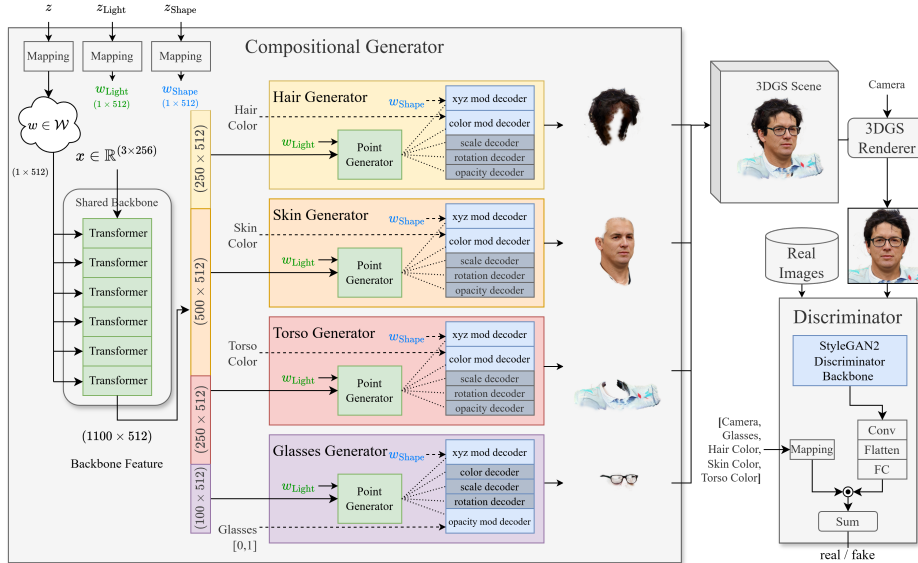 z
z_Light
z_Shape
Mapping
Mapping
Mapping
w_Light
(1 × 512)
w_Shape
(1 × 512)
w ∈ 𝒲
(1×512)
x ∈ ℝ^(3×256)
Shared Backbone
Transformer
Transformer
Transformer
Transformer
Transformer
Transformer
(1100 × 512)
Backbone Feature
(250 × 512)
(500 × 512)
(250 × 512)
(100 × 512)
Compositional Generator
Hair Generator
Hair
Color
w_Light
Point
Generator
w_Shape
xyz mod decoder
color mod decoder
scale decoder
rotation decoder
opacity decoder
Skin Generator
Skin
Color
w_Light
Point
Generator
w_Shape
xyz mod decoder
color mod decoder
scale decoder
rotation decoder
opacity decoder
Torso Generator
Torso
Color
w_Light
Point
Generator
w_Shape
xyz mod decoder
color mod decoder
scale decoder
rotation decoder
opacity decoder
Glasses Generator
w_Light
Point
Generator
w_Shape
xyz mod decoder
color decoder
scale decoder
rotation decoder
opacity mod decoder
Glasses
[0,1]
3DGS Scene
Camera
3DGS
Renderer
Real
Images
Discriminator
StyleGAN2
Discriminator
Backbone
[Camera,
Glasses,
Hair Color,
Skin Color,
Torso Color]
Mapping
Conv
Flatten
FC
Sum
real / fake